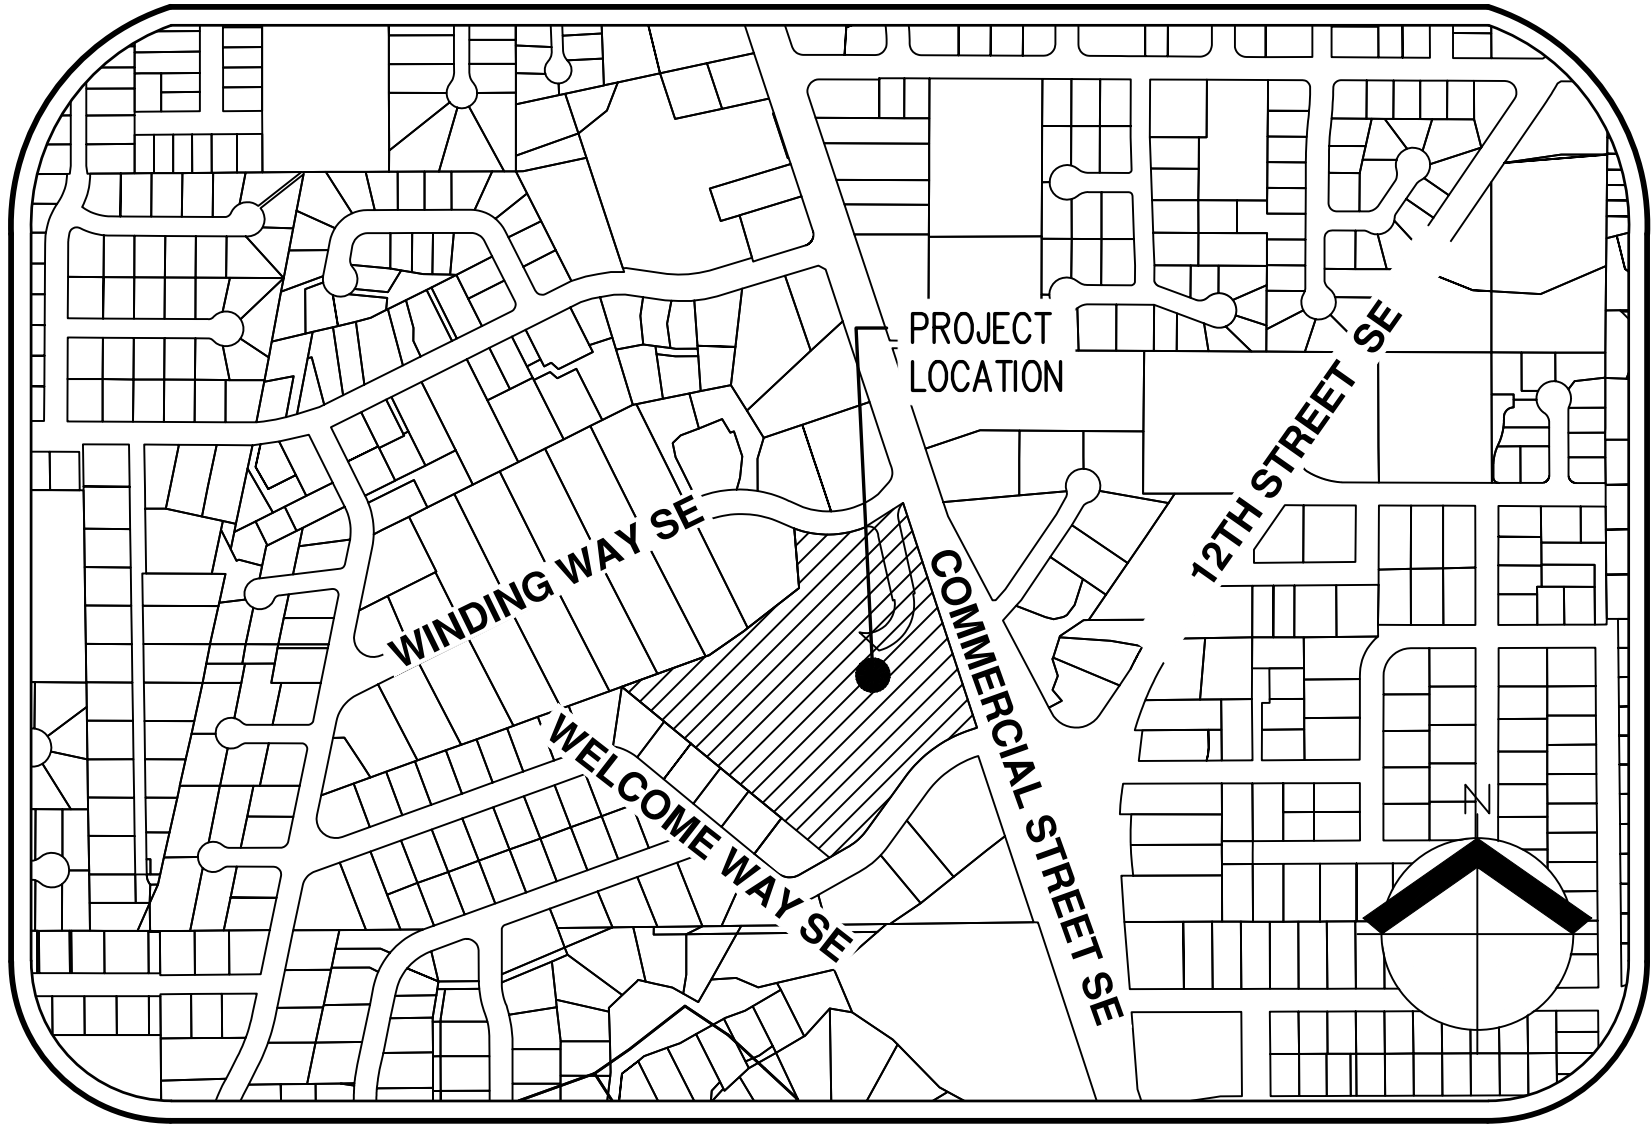 PROJECT
LOCATION
12TH STREET SE
WINDING WAY SE
COMMERCIAL STREET SE
WELCOME WAY SE
N